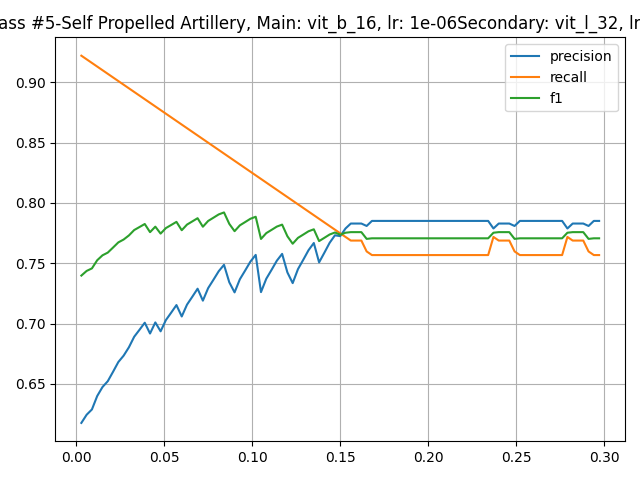 ass #5-Self Propelled Artillery, Main: vit_b_16, lr: 1e-06Secondary: vit_l_32, lr
precision
recall
f1
0.90
0.85
0.80
0.75
0.70
0.65
0.00 0.05 0.10 0.15 0.20 0.25 0.30